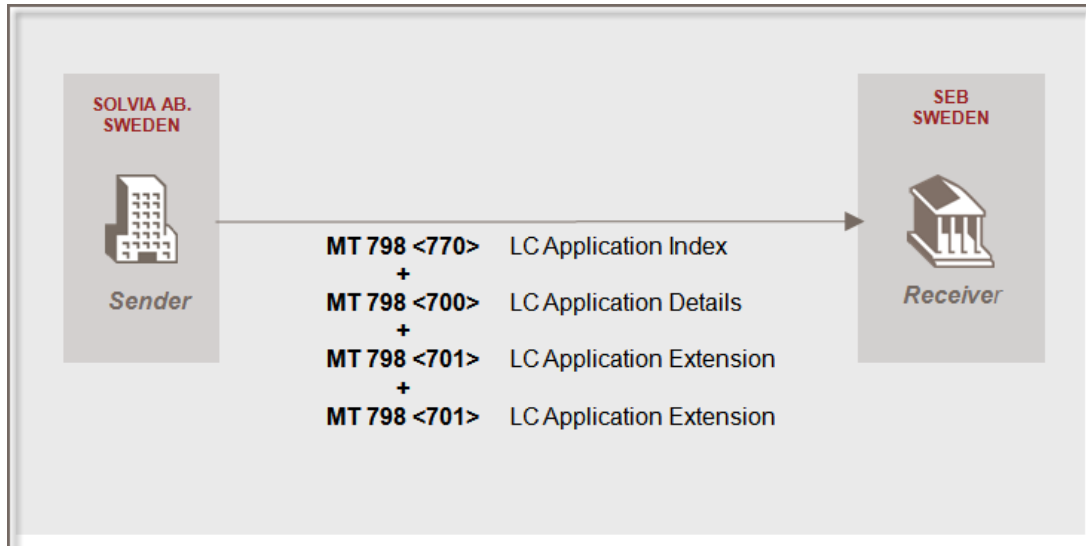 SOLVIA AB.
SWEDEN
Sender
SEB
SWEDEN
Receiver
MT 798 <770> LC Application Index
+
MT 798 <700> LC Application Details
+
MT 798 <701> LC Application Extension
+
MT 798 <701> LC Application Extension